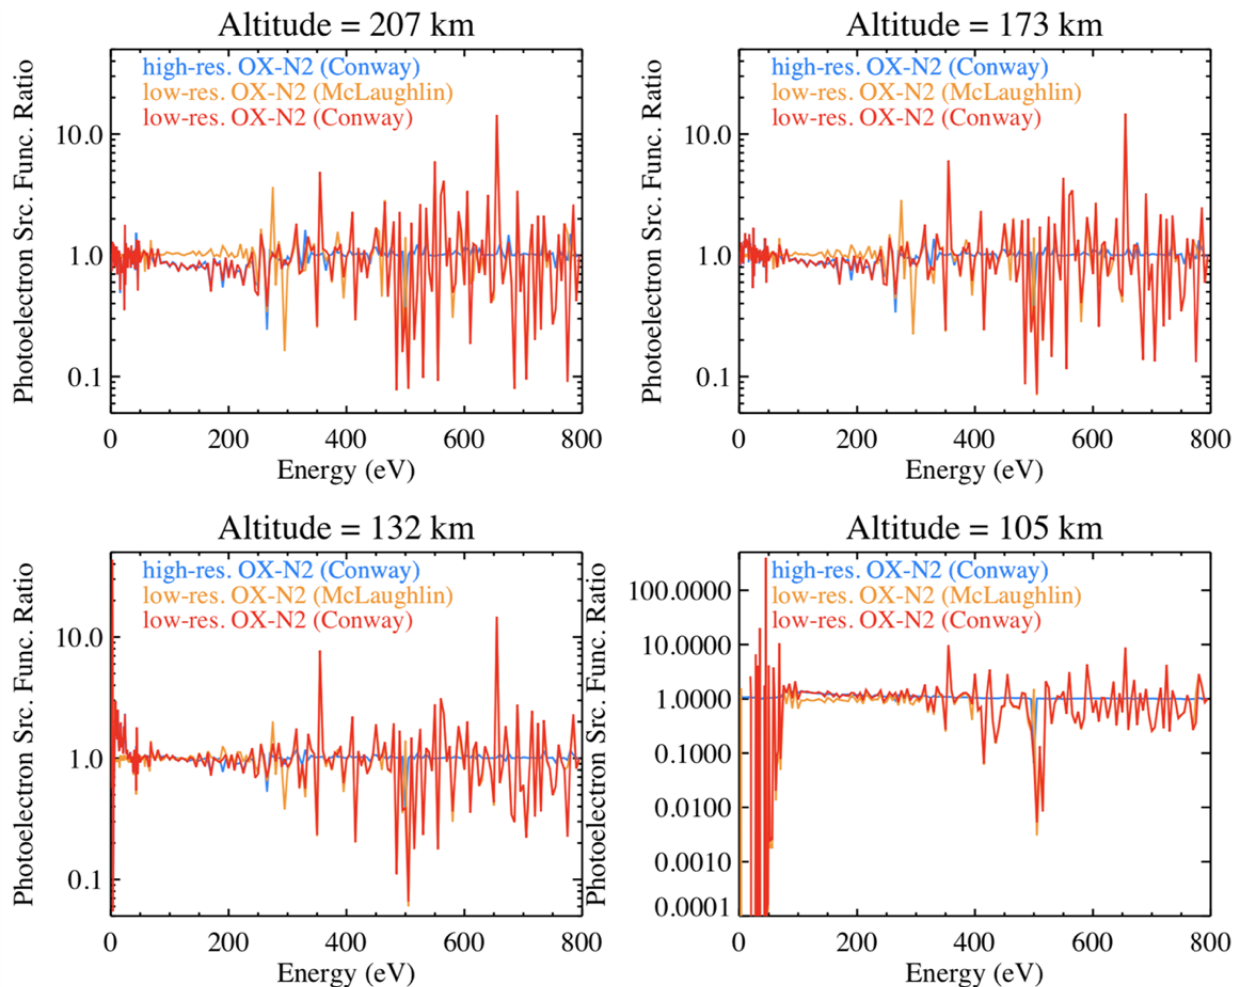 Altitude = 207 km
high-res. OX-N2 (Conway)
low-res. OX-N2 (McLaughlin)
low-res. OX-N2 (Conway)
Photoelectron Src. Func. Ratio
10.0
1.0
0.1
0 200 400 600 800
Energy (eV)
Altitude = 173 km
high-res. OX-N2 (Conway)
low-res. OX-N2 (McLaughlin)
low-res. OX-N2 (Conway)
Photoelectron Src. Func. Ratio
10.0
1.0
0.1
0 200 400 600 800
Energy (eV)
Altitude = 132 km
high-res. OX-N2 (Conway)
low-res. OX-N2 (McLaughlin)
low-res. OX-N2 (Conway)
Photoelectron Src. Func. Ratio
10.0
1.0
0.1
0 200 400 600 800
Energy (eV)
Altitude = 105 km
high-res. OX-N2 (Conway)
low-res. OX-N2 (McLaughlin)
low-res. OX-N2 (Conway)
Photoelectron Src. Func. Ratio
100.0000
10.0000
1.0000
0.1000
0.0100
0.0010
0.0001
0 200 400 600 800
Energy (eV)